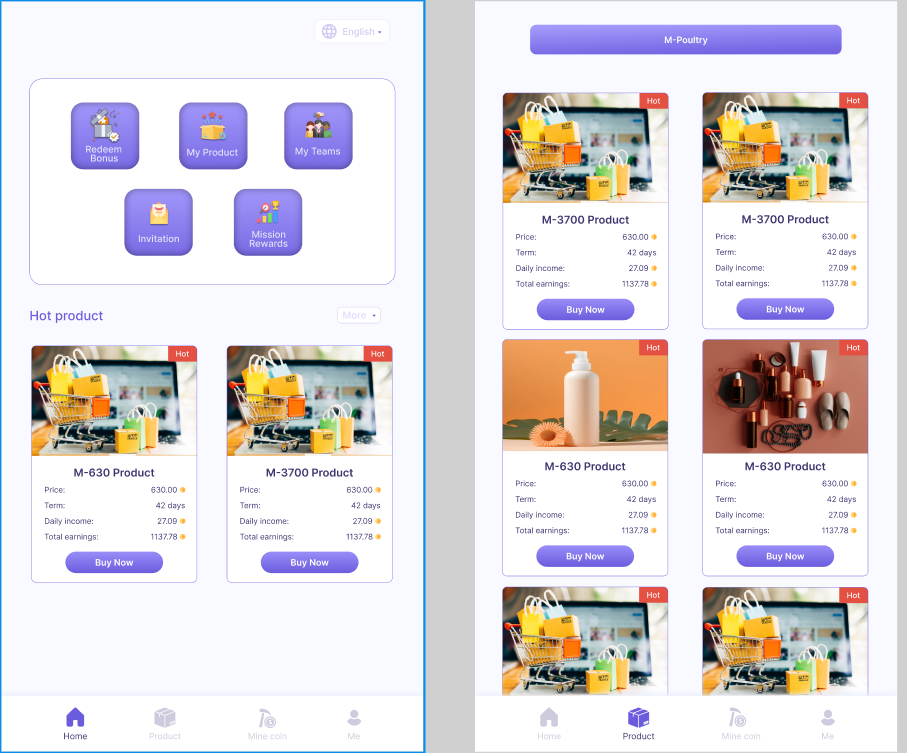 English
Redeem
Bonus
My Product
My Teams
Invitation
Mission
Rewards
Hot product
More
Hot
M-630 Product
Price: 630.00
Term: 42 days
Daily income: 27.09
Total earnings: 1137.78
Buy Now
Hot
M-3700 Product
Price: 630.00
Term: 42 days
Daily income: 27.09
Total earnings: 1137.78
Buy Now
Home
Product
Mine coin
Me
M-Poultry
Hot
M-3700 Product
Price: 630.00
Term: 42 days
Daily income: 27.09
Total earnings: 1137.78
Buy Now
Hot
M-3700 Product
Price: 630.00
Term: 42 days
Daily income: 27.09
Total earnings: 1137.78
Buy Now
Hot
M-630 Product
Price: 630.00
Term: 42 days
Daily income: 27.09
Total earnings: 1137.78
Buy Now
Hot
M-630 Product
Price: 630.00
Term: 42 days
Daily income: 27.09
Total earnings: 1137.78
Buy Now
Hot
Hot
Home
Product
Mine coin
Me